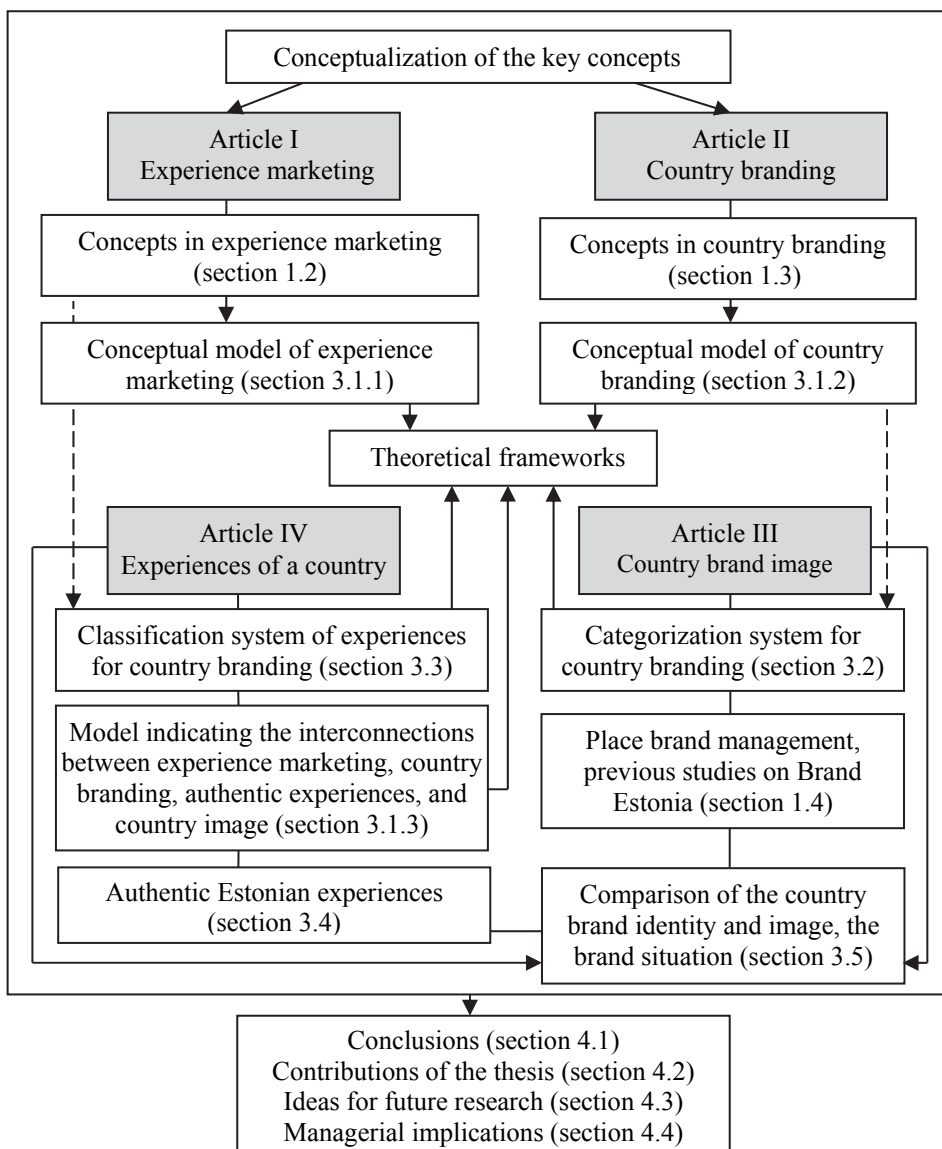 Conceptualization of the key concepts
Article I
Experience marketing
Article II
Country branding
Concepts in experience marketing
(section 1.2)
Concepts in country branding
(section 1.3)
Conceptual model of experience
marketing (section 3.1.1)
Conceptual model of country
branding (section 3.1.2)
Theoretical frameworks
Article IV
Experiences of a country
Article III
Country brand image
Classification system of experiences
for country branding (section 3.3)
Categorization system for
country branding (section 3.2)
Model indicating the interconnections
between experience marketing, country
branding, authentic experiences, and
country image (section 3.1.3)
Place brand management,
previous studies on Brand
Estonia (section 1.4)
Authentic Estonian experiences
(section 3.4)
Comparison of the country
brand identity and image, the
brand situation (section 3.5)
Conclusions (section 4.1)
Contributions of the thesis (section 4.2)
Ideas for future research (section 4.3)
Managerial implications (section 4.4)